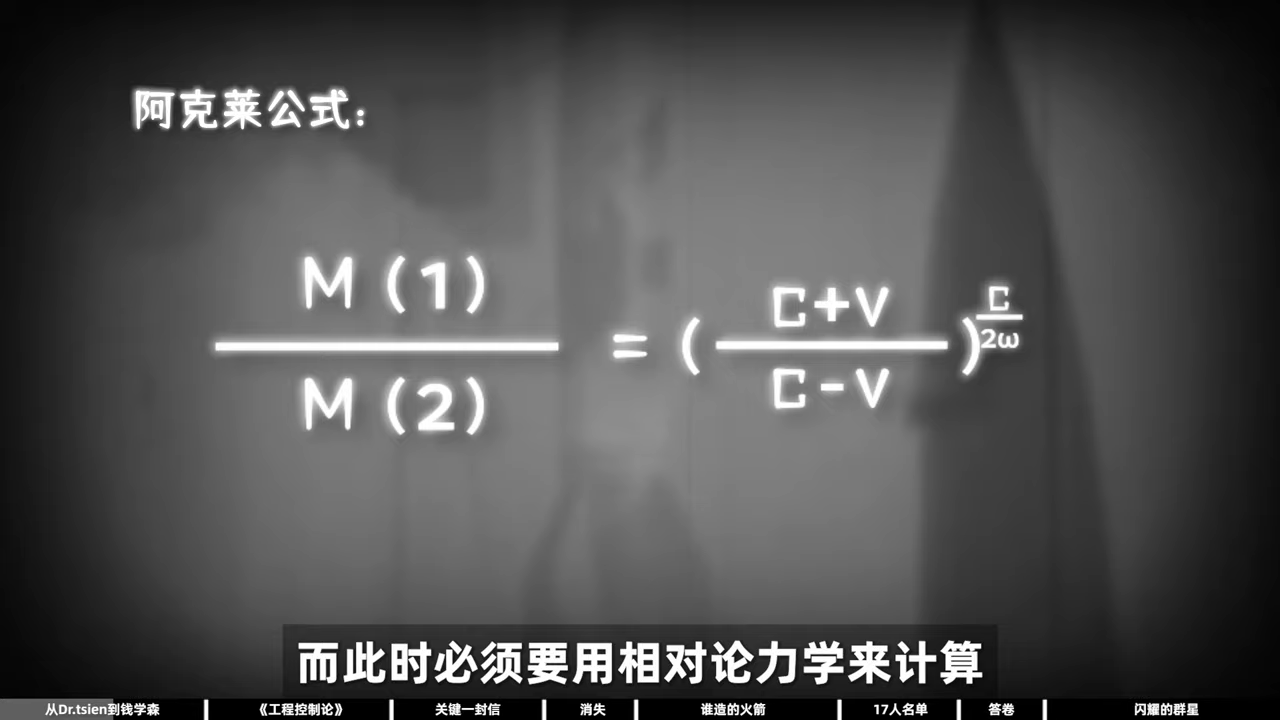 阿克莱公式：
M(1)
M(2)
=
(
C+V
C-V
)
C
2ω
而此时必须要用相对论力学来计算
从Dr.tsien到钱学森
《工程控制论》
关键一封信
消失
谁造的火箭
17人名单
答卷
闪耀的群星